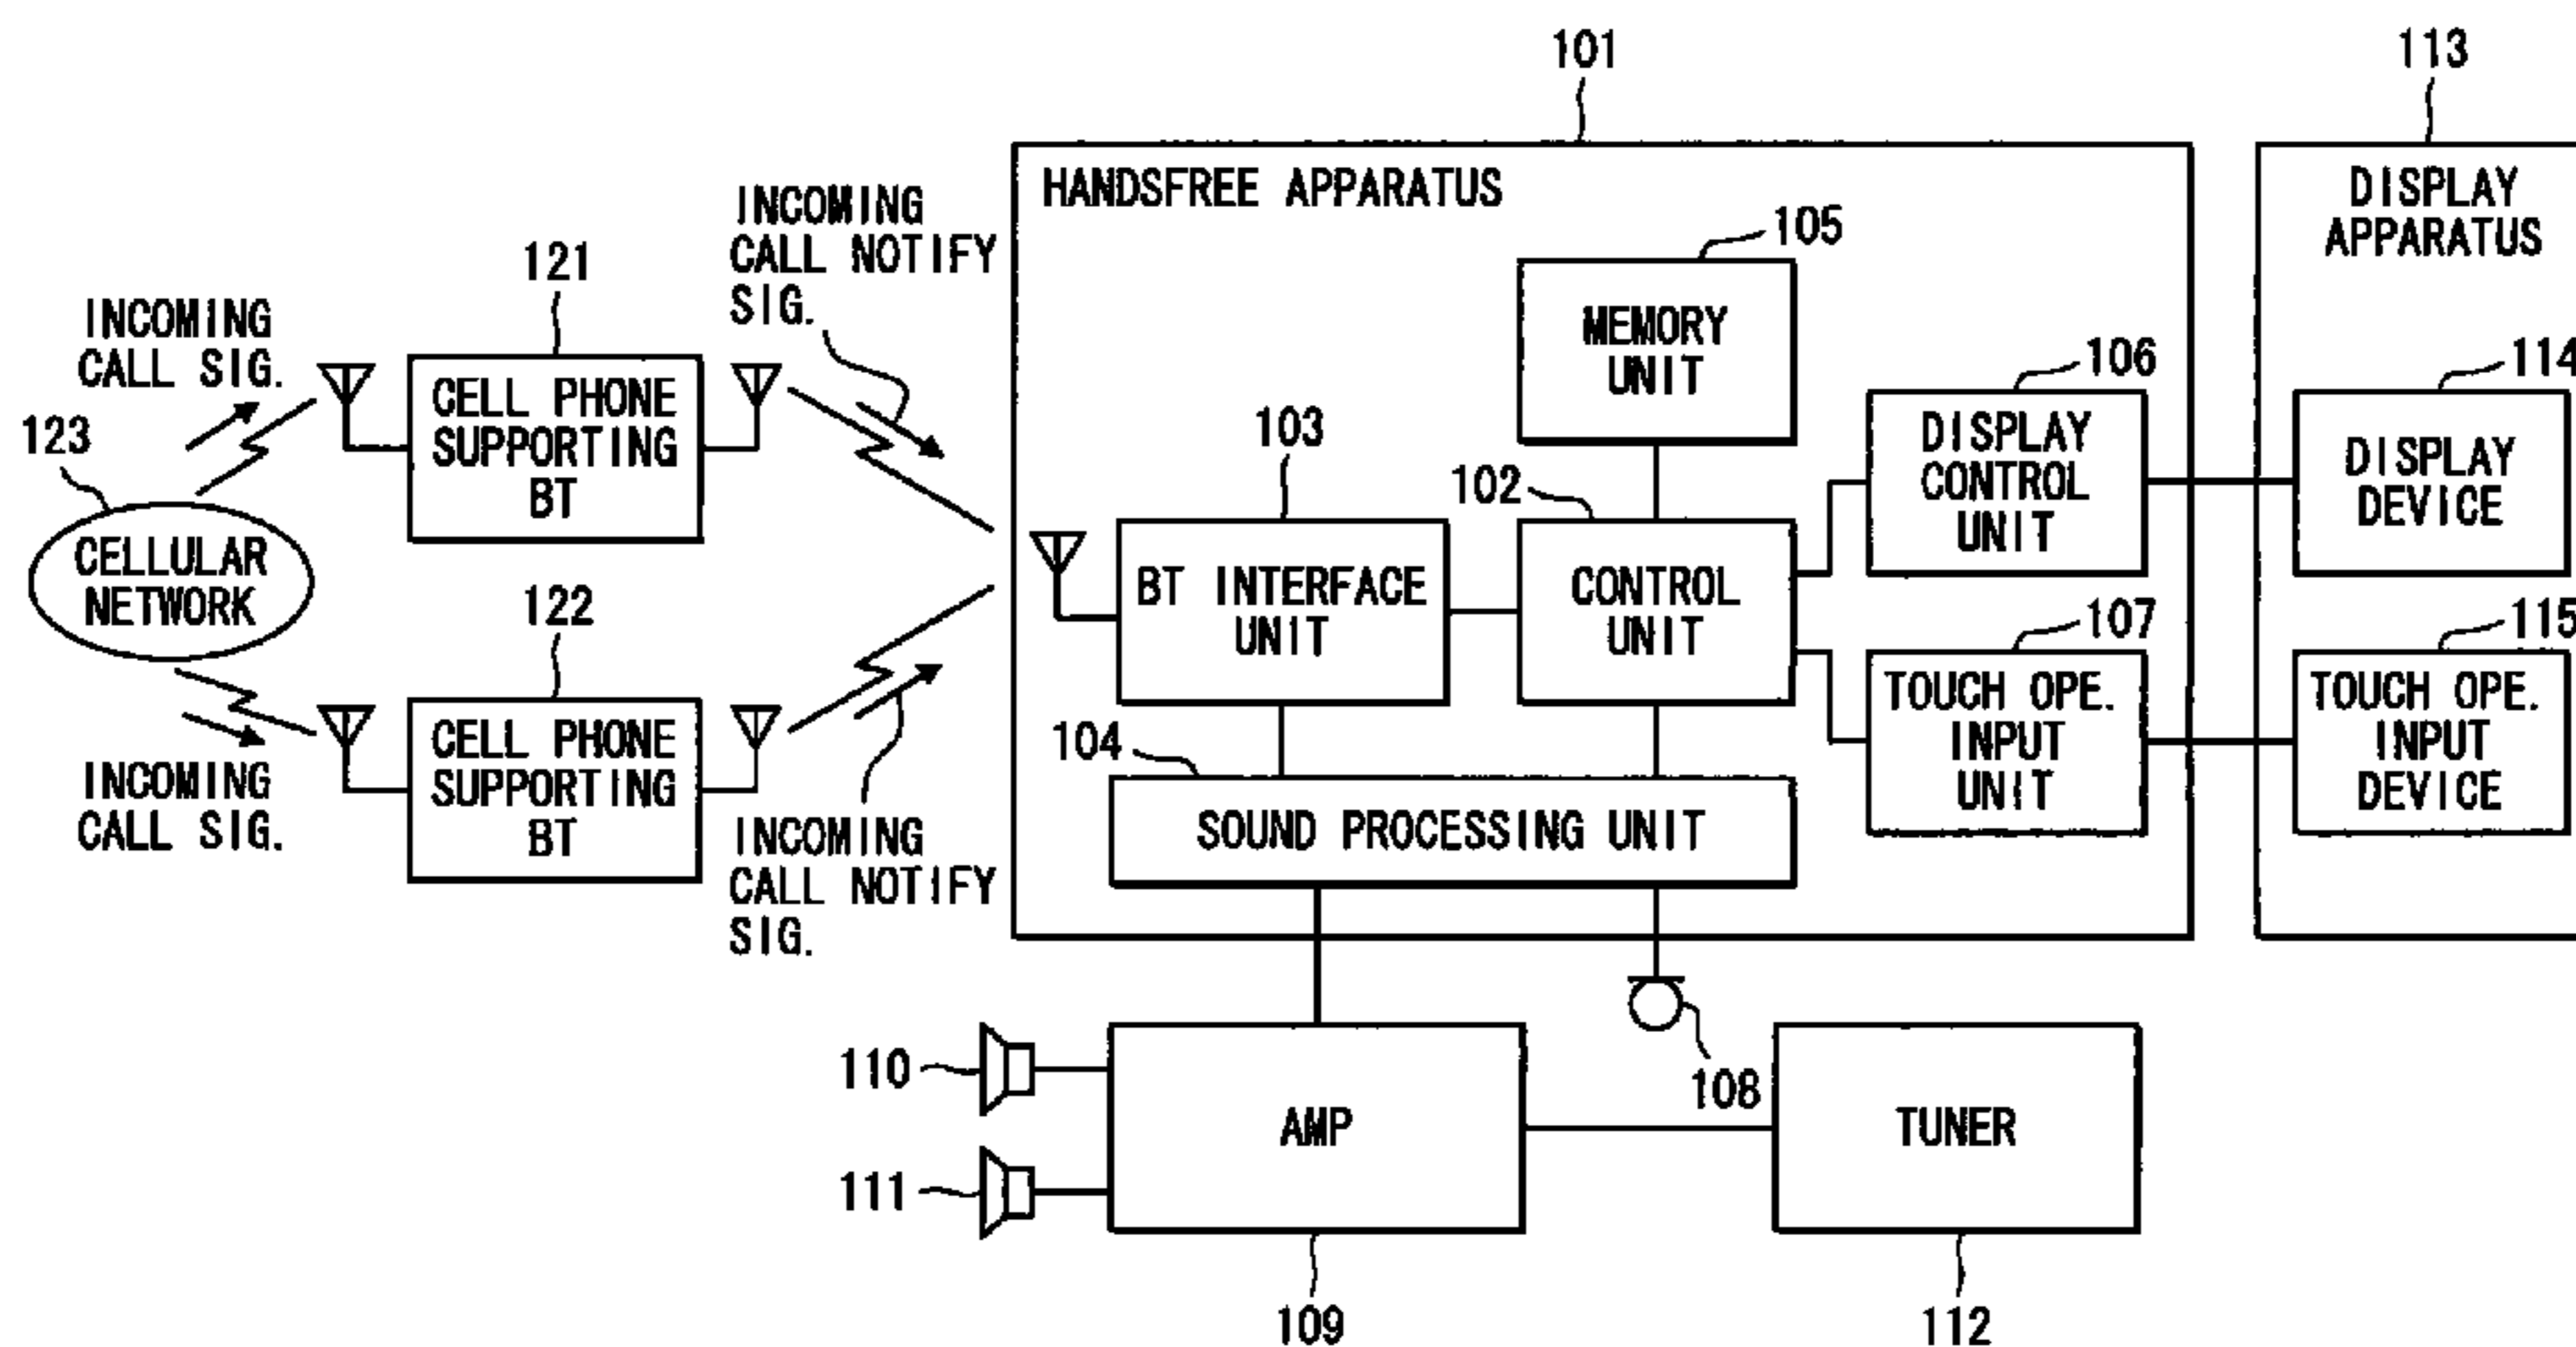 101
113
HANDSFREE APPARATUS
DISPLAY
APPARATUS
INCOMING
CALL NOTIFY
SIG.
105
121
INCOMING
CALL SIG.
MEMORY
UNIT
106
114
CELL PHONE
SUPPORTING
BT
123
103
102
DISPLAY
CONTROL
UNIT
DISPLAY
DEVICE
CELLULAR
NETWORK
122
BT INTERFACE
UNIT
CONTROL
UNIT
107
115
TOUCH OPE.
INPUT
UNIT
TOUCH OPE.
INPUT
DEVICE
104
CELL PHONE
SUPPORTING
BT
INCOMING
CALL SIG.
SOUND PROCESSING UNIT
INCOMING
CALL NOTIFY
SIG.
110
108
AMP
TUNER
111
109
112